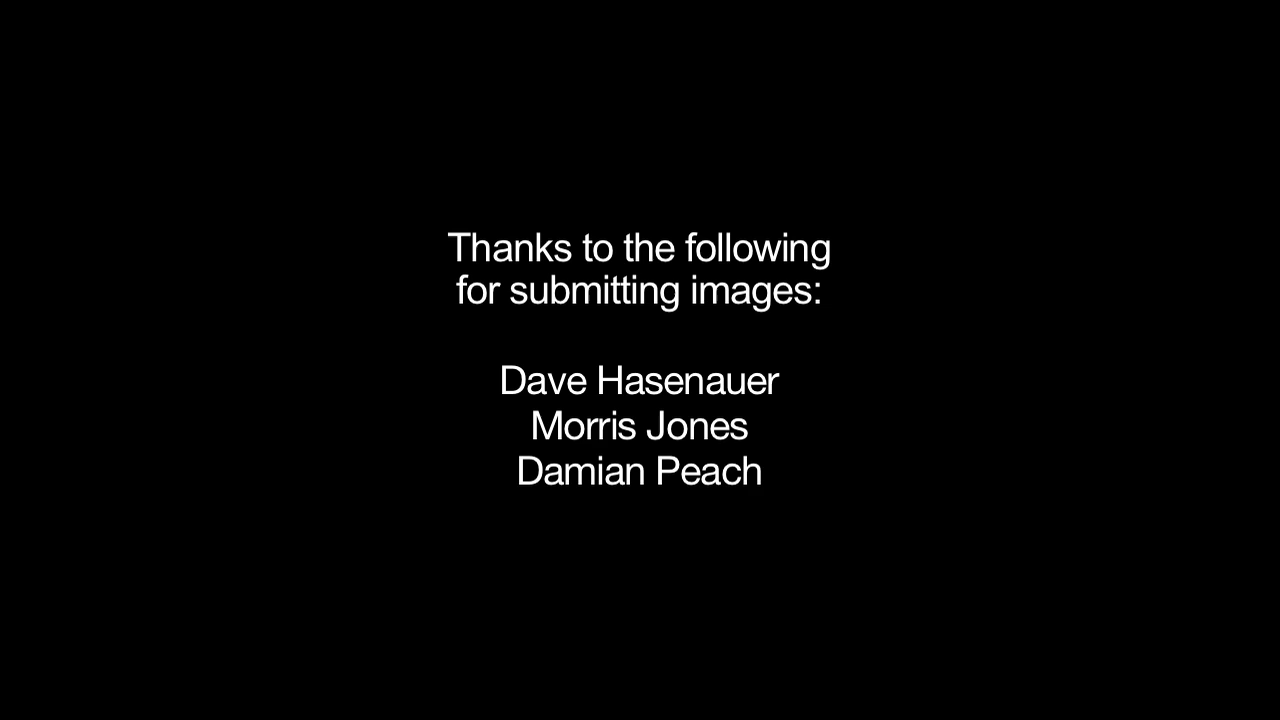 Thanks to the following
for submitting images:
Dave Hasenauer
Morris Jones
Damian Peach